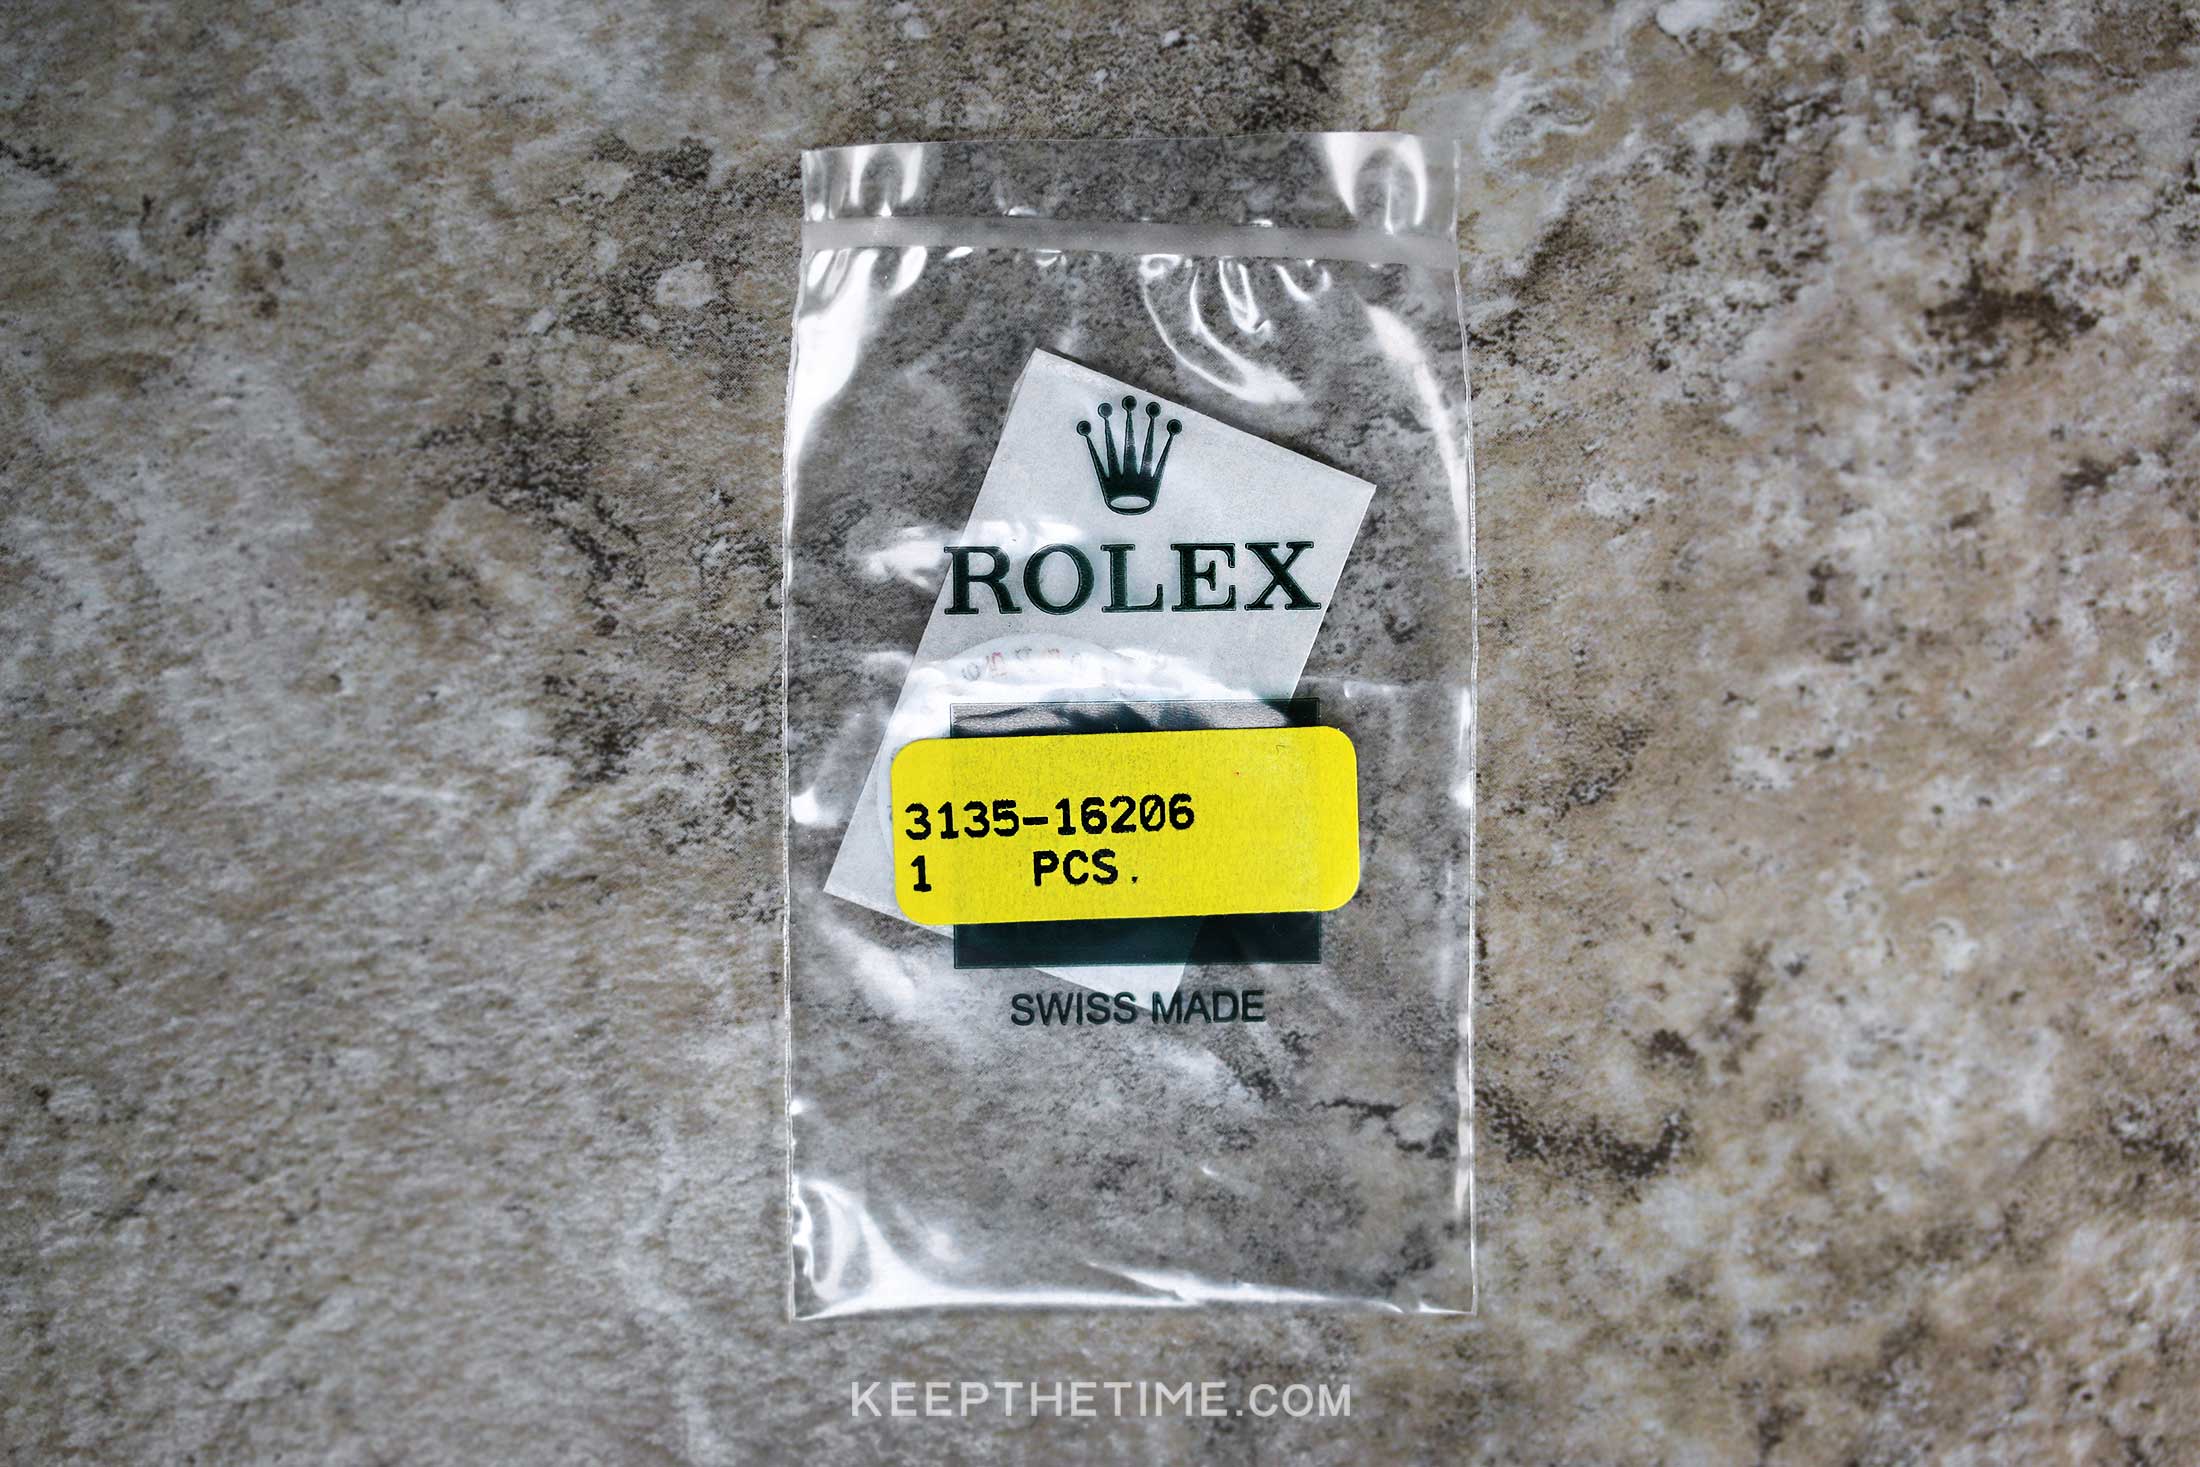 ROLEX
3135-16206
1 PCS.
SWISS MADE
KEEPTHETIME.COM